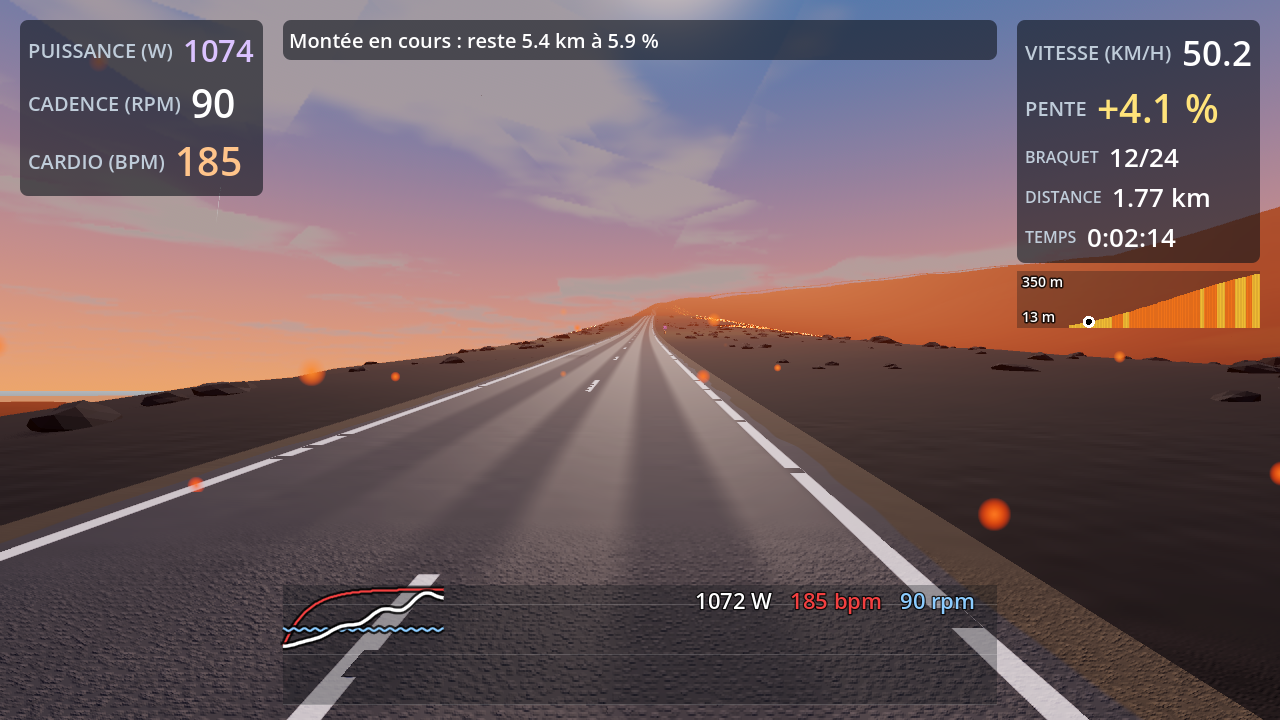 PUISSANCE (W) 1074
CADENCE (RPM) 90
CARDIO (BPM) 185
Montée en cours : reste 5.4 km à 5.9 %
VITESSE (KM/H) 50.2
PENTE +4.1 %
BRAQUET 12/24
DISTANCE 1.77 km
TEMPS 0:02:14
350 m
13 m
1072 W 185 bpm 90 rpm